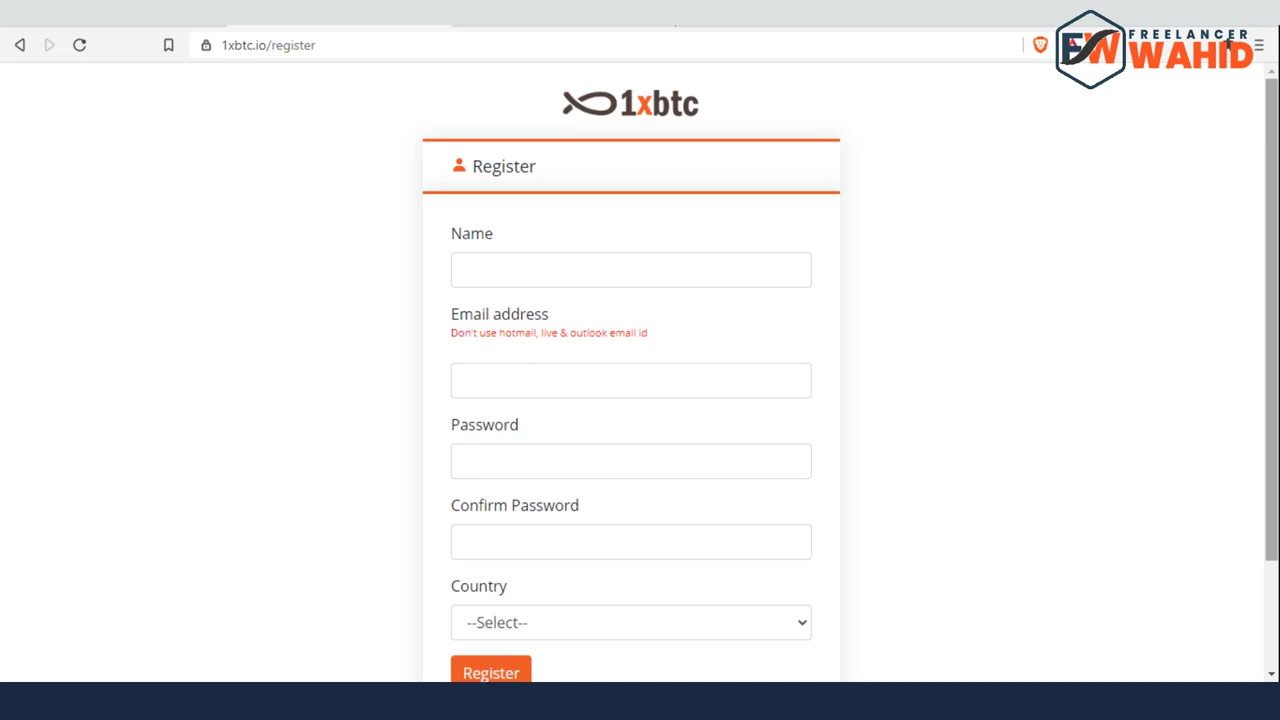 1xbtc.io/register
FREELANCER
WAHID
FW
1xbtc
Register
Name
Email address
Don't use hotmail, live & outlook email id
Password
Confirm Password
Country
--Select--
Register